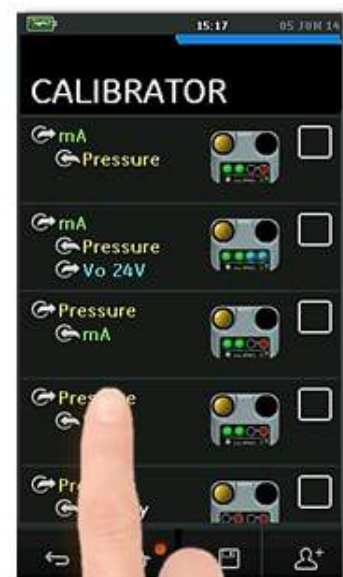 15:17 05 JUN 14
CALIBRATOR
mA
Pressure
mA
Pressure
Vo 24V
Pressure
mA